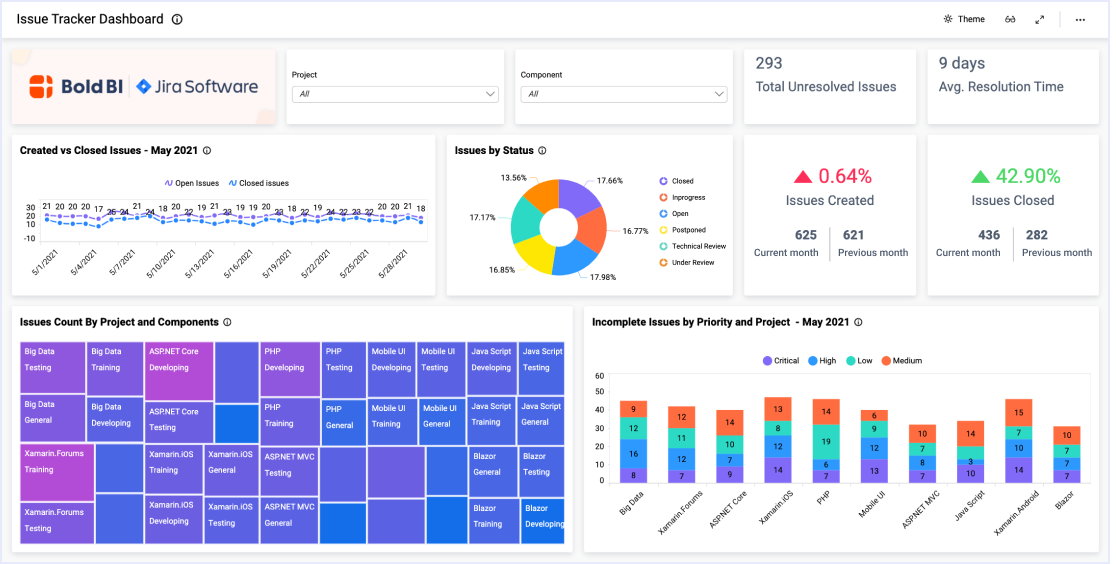 Issue Tracker Dashboard
Theme
Bold BI
Jira Software
Project
All
Component
All
293
Total Unresolved Issues
9 days
Avg. Resolution Time
Created vs Closed Issues - May 2021
Open Issues
Closed issues
30
20
10
-10
21 20 20 20 17 25 24 21 24 18 22 19 21 23 19 19 20 23 18 22 19 24 22 23 22 20 20 21 18
5/1/2021
5/4/2021
5/7/2021
5/10/2021
5/13/2021
5/16/2021
5/19/2021
5/22/2021
5/25/2021
5/28/2021
Issues by Status
13.56%
17.66%
17.17%
16.77%
16.85%
17.98%
Closed
Inprogress
Open
Postponed
Technical Review
Under Review
0.64%
Issues Created
625
621
Current month
Previous month
42.90%
Issues Closed
436
282
Current month
Previous month
Issues Count By Project and Components
Big Data
Testing
Big Data
Training
ASP.NET Core
Developing
PHP
Developing
PHP
Testing
Mobile UI
Developing
Mobile UI
Testing
Java Script
Developing
Java Script
Testing
Big Data
General
Big Data
Developing
ASP.NET Core
Testing
PHP
Training
PHP
General
Mobile UI
Training
Mobile UI
General
Java Script
Training
Java Script
General
Xamarin.Forums
Training
Xamarin.iOS
Training
Xamarin.iOS
General
ASP.NET MVC
Testing
Blazor
General
Blazor
Testing
Xamarin.Forums
Testing
Xamarin.iOS
Developing
Xamarin.iOS
Testing
ASP.NET MVC
General
Blazor
Training
Blazor
Developing
Incomplete Issues by Priority and Project - May 2021
Critical
High
Low
Medium
60
50
40
30
20
10
0
9
12
16
8
12
11
12
7
14
10
7
9
13
8
12
14
14
19
6
7
6
9
12
13
10
7
8
7
14
3
10
15
7
10
14
10
7
7
7
Big Data
Xamarin.Forums
ASP.NET Core
Xamarin.iOS
PHP
Mobile UI
ASP.NET MVC
Java Script
Xamarin.Android
Blazor